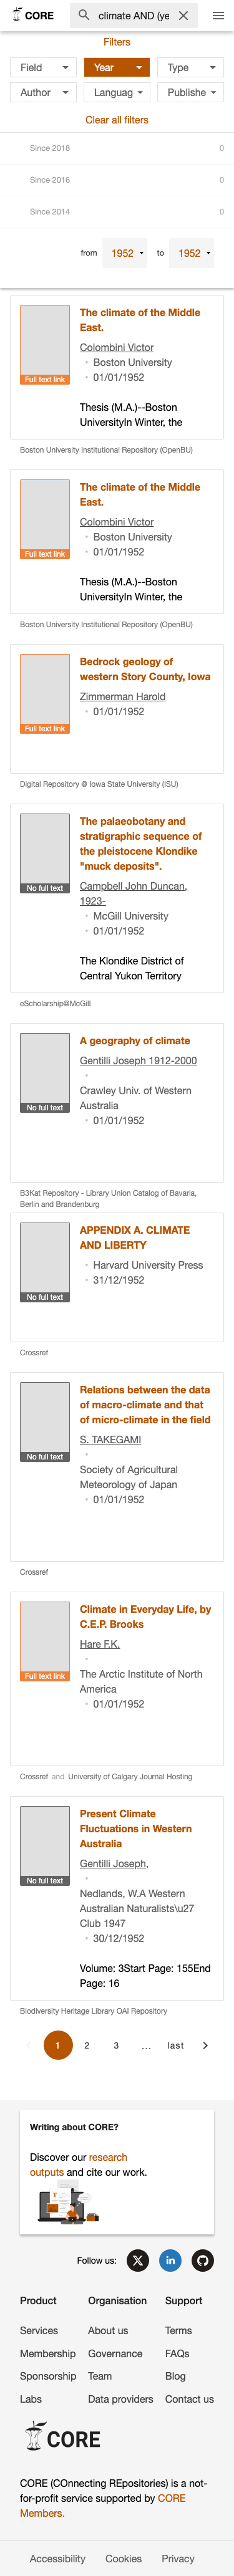 CORE
climate AND (ye
Filters
Field
Year
Type
Author
Languag
Publishe
Clear all filters
Since 2018 0
Since 2016 0
Since 2014 0
from 1952 to 1952
The climate of the Middle
East.
Colombini Victor
Boston University
01/01/1952
Full text link
Thesis (M.A.)--Boston
UniversityIn Winter, the
Boston University Institutional Repository (OpenBU)
The climate of the Middle
East.
Colombini Victor
Boston University
01/01/1952
Full text link
Thesis (M.A.)--Boston
UniversityIn Winter, the
Boston University Institutional Repository (OpenBU)
Bedrock geology of
western Story County, Iowa
Zimmerman Harold
01/01/1952
Full text link
Digital Repository @ Iowa State University (ISU)
The palaeobotany and
stratigraphic sequence of
the pleistocene Klondike
"muck deposits".
Campbell John Duncan,
1923-
No full text
McGill University
01/01/1952
The Klondike District of
Central Yukon Territory
eScholarship@McGill
A geography of climate
Gentilli Joseph 1912-2000
Crawley Univ. of Western
Australia
No full text
01/01/1952
B3Kat Repository - Library Union Catalog of Bavaria,
Berlin and Brandenburg
APPENDIX A. CLIMATE
AND LIBERTY
Harvard University Press
31/12/1952
No full text
Crossref
Relations between the data
of macro-climate and that
of micro-climate in the field
S. TAKEGAMI
No full text
Society of Agricultural
Meteorology of Japan
01/01/1952
Crossref
Climate in Everyday Life, by
C.E.P. Brooks
Hare F.K.
The Arctic Institute of North
Full text link
America
01/01/1952
Crossref and University of Calgary Journal Hosting
Present Climate
Fluctuations in Western
Australia
Gentilli Joseph,
No full text
Nedlands, W.A Western
Australian Naturalists\u27
Club 1947
30/12/1952
Volume: 3Start Page: 155End
Page: 16
Biodiversity Heritage Library OAI Repository
1 2 3 ... last
Writing about CORE?
Discover our research
outputs and cite our work.
Follow us:
Product
Organisation
Support
Services
About us
Terms
Membership
Governance
FAQs
Sponsorship
Team
Blog
Labs
Data providers
Contact us
CORE
CORE (COnnecting REpositories) is a not-
for-profit service supported by CORE
Members.
Accessibility
Cookies
Privacy